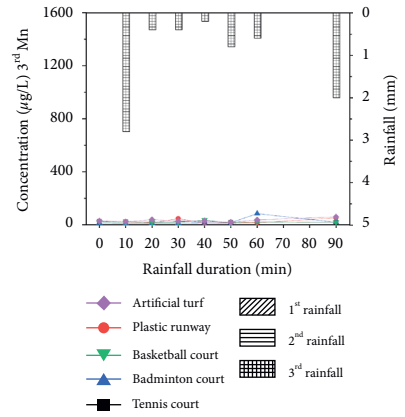 Concentration (µg/L) 3rd Mn
1600
1200
800
400
0
0
1
2
3
4
5
Rainfall (mm)
0 10 20 30 40 50 60 70 80 90
Rainfall duration (min)
Artificial turf
Plastic runway
Basketball court
Badminton court
Tennis court
1st rainfall
2nd rainfall
3rd rainfall